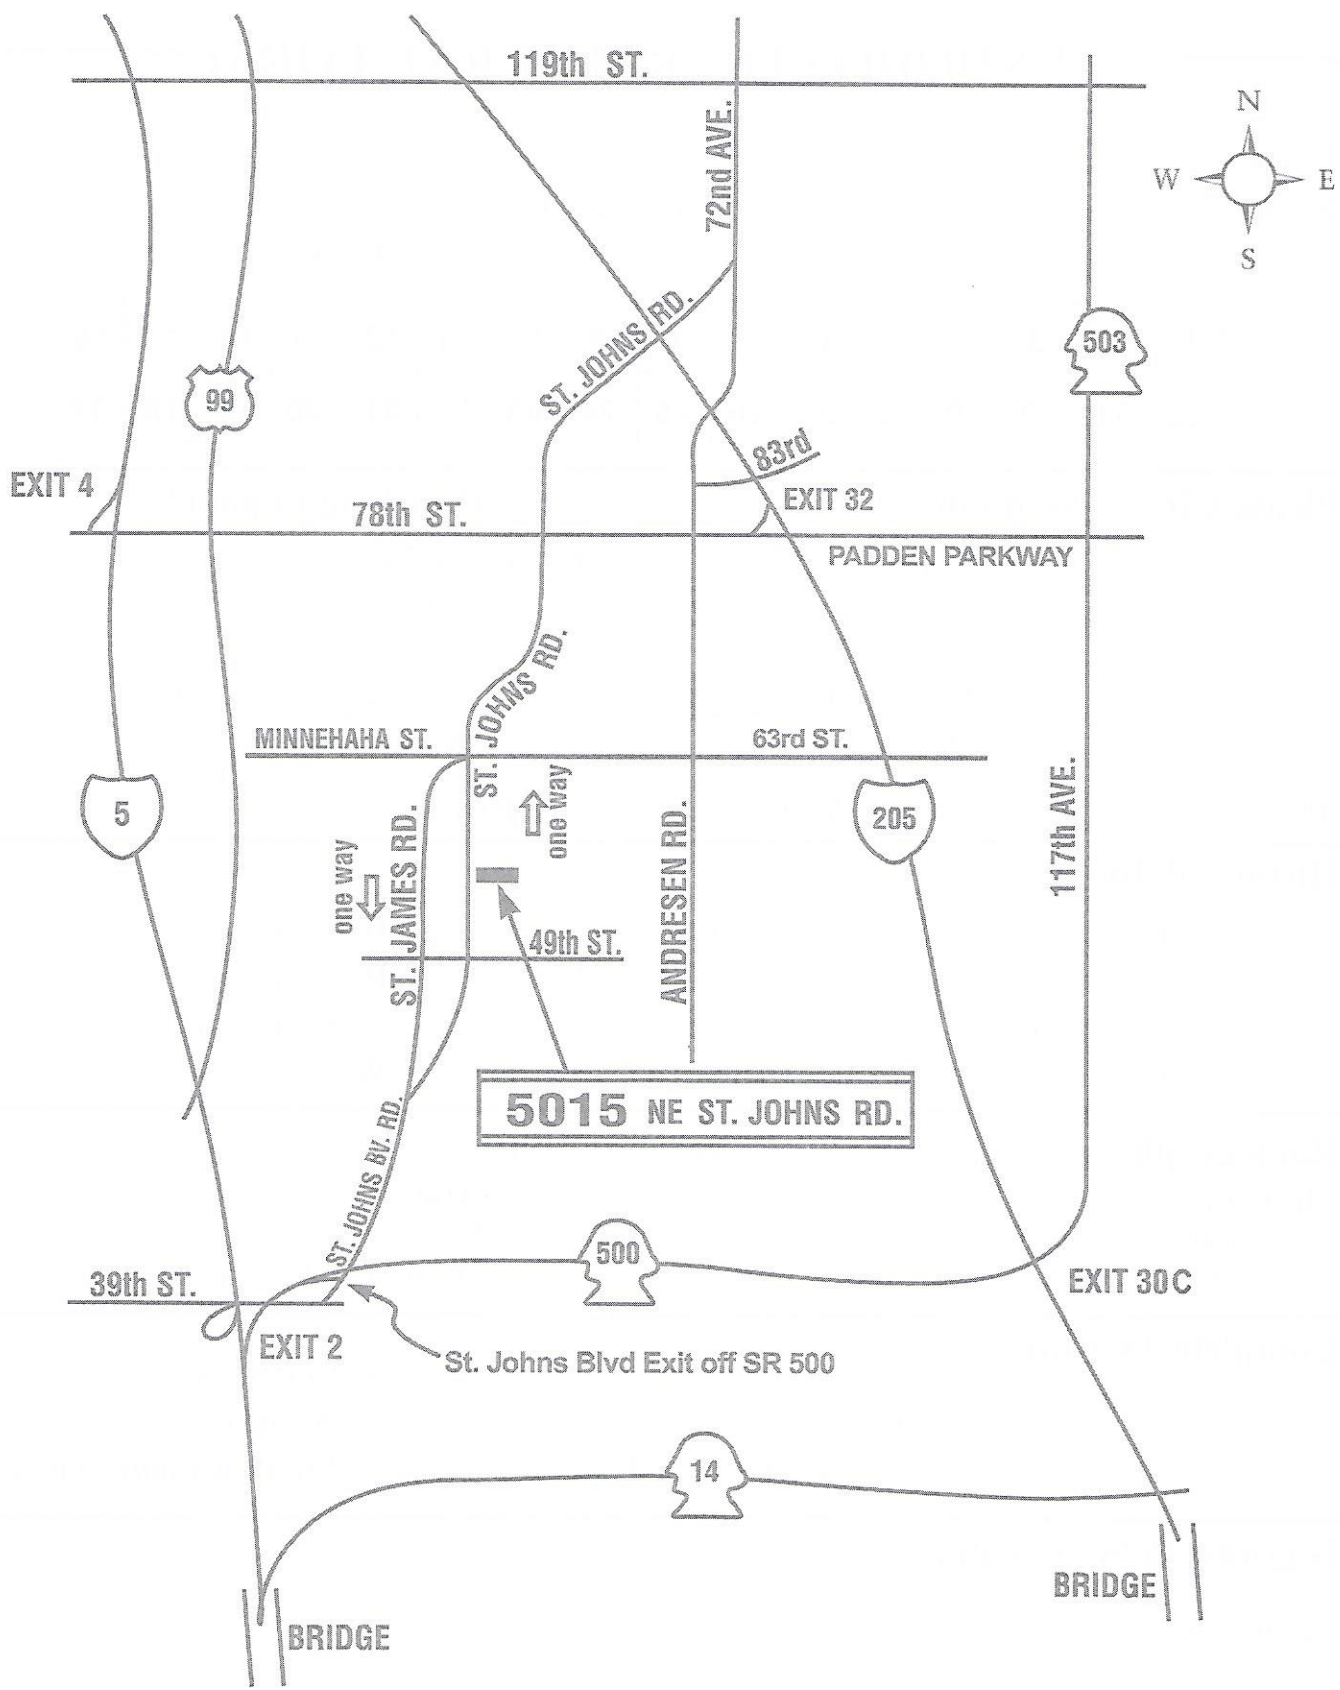 119th ST.
72nd AVE.
N
W
E
S
ST. JOHNS RD.
503
99
83rd
EXIT 4
EXIT 32
78th ST.
PADDEN PARKWAY
ST. JOHNS RD.
MINNEHAHA ST.
63rd ST.
5
one way
205
117th AVE.
one way
ST. JAMES RD.
ANDRESEN RD.
49th ST.
5015 NE ST. JOHNS RD.
ST. JOHNS BV. RD.
500
39th ST.
EXIT 30C
EXIT 2
St. Johns Blvd Exit off SR 500
14
BRIDGE
BRIDGE